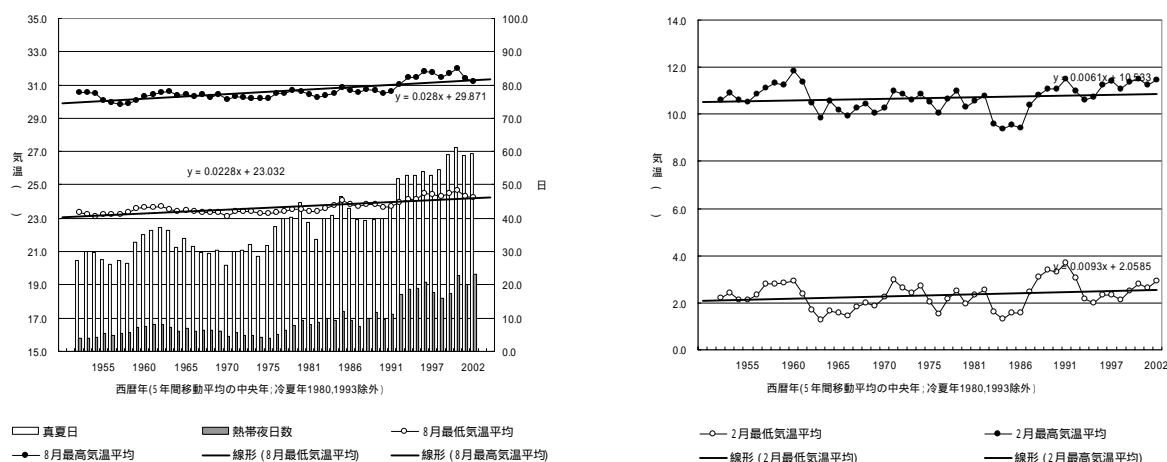 35.0
33.0
31.0
29.0
27.0
25.0
23.0
21.0
19.0
17.0
15.0
気温( )
100.0
90.0
80.0
70.0
60.0
50.0
40.0
30.0
20.0
10.0
0.0
日
y = 0.028x + 29.871
y = 0.0228x + 23.032
1955 1960 1965 1970 1975 1981 1986 1991 1997 2002
西暦年(5年間移動平均の中央年;冷夏年1980,1993除外)
真夏日 熱帯夜日数 8月最低気温平均
8月最高気温平均 線形 (8月最低気温平均) 線形 (8月最高気温平均)
14.0
12.0
10.0
8.0
6.0
4.0
2.0
0.0
気温( )
y = 0.0061x + 10.533
y = 0.0093x + 2.0585
1955 1960 1965 1970 1975 1981 1986 1991 1997 2002
西暦年(5年間移動平均の中央年;冷夏年1980,1993除外)
2月最低気温平均 2月最高気温平均
線形 (2月最低気温平均) 線形 (2月最高気温平均)